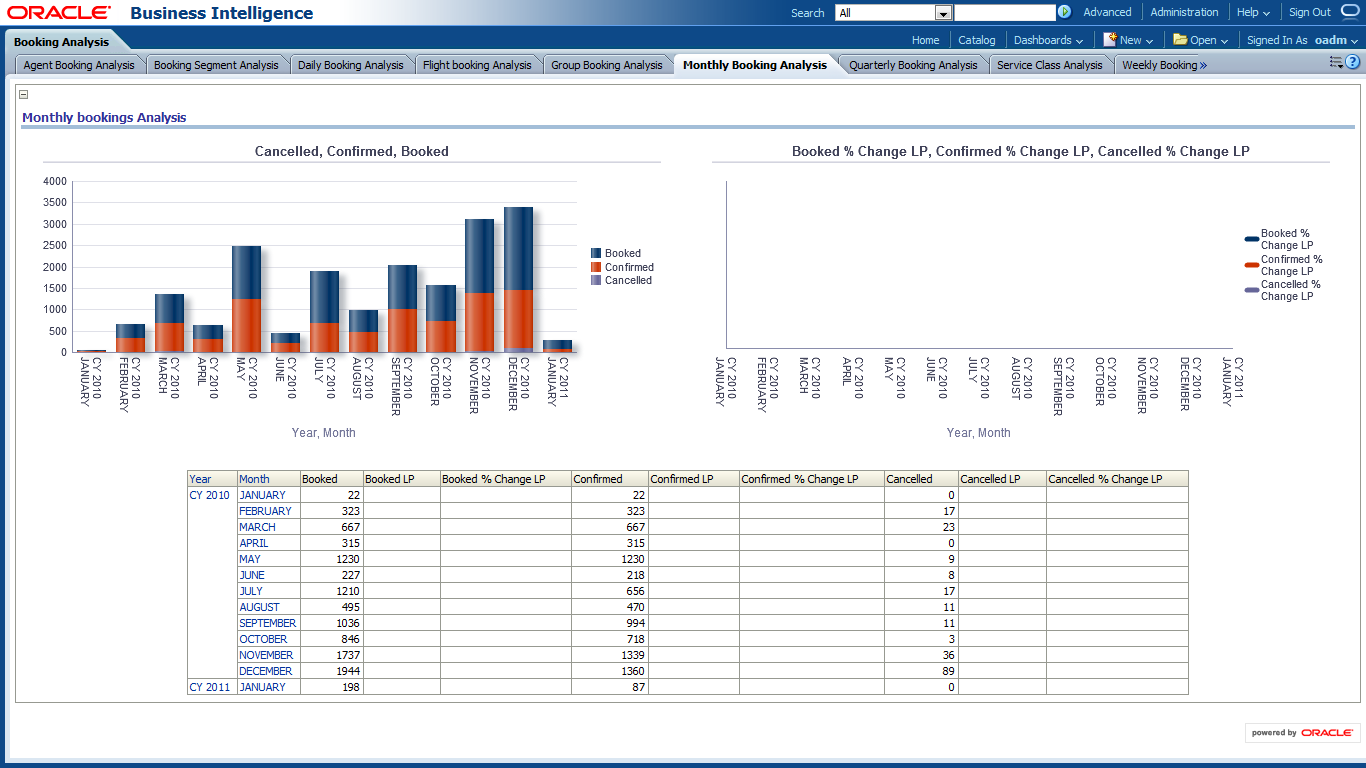 ORACLE Business Intelligence
Search All Advanced Administration Help Sign Out
Booking Analysis
Home Catalog Dashboards New Open Signed In As oadm
Agent Booking Analysis Booking Segment Analysis Daily Booking Analysis Flight booking Analysis Group Booking Analysis Monthly Booking Analysis Quarterly Booking Analysis Service Class Analysis Weekly Booking »
Monthly bookings Analysis
Cancelled, Confirmed, Booked
4000
3500
3000
2500
2000
1500
1000
500
0
CY 2010 JANUARY
CY 2010 FEBRUARY
CY 2010 MARCH
CY 2010 APRIL
CY 2010 MAY
CY 2010 JUNE
CY 2010 JULY
CY 2010 AUGUST
CY 2010 SEPTEMBER
CY 2010 OCTOBER
CY 2010 NOVEMBER
CY 2010 DECEMBER
CY 2011 JANUARY
Year, Month
Booked
Confirmed
Cancelled
Booked % Change LP, Confirmed % Change LP, Cancelled % Change LP
CY 2010 JANUARY
CY 2010 FEBRUARY
CY 2010 MARCH
CY 2010 APRIL
CY 2010 MAY
CY 2010 JUNE
CY 2010 JULY
CY 2010 AUGUST
CY 2010 SEPTEMBER
CY 2010 OCTOBER
CY 2010 NOVEMBER
CY 2010 DECEMBER
CY 2011 JANUARY
Year, Month
Booked %
Change LP
Confirmed %
Change LP
Cancelled %
Change LP
Year Month Booked Booked LP Booked % Change LP Confirmed Confirmed LP Confirmed % Change LP Cancelled Cancelled LP Cancelled % Change LP
CY 2010 JANUARY 22 22 0
FEBRUARY 323 323 17
MARCH 667 667 23
APRIL 315 315 0
MAY 1230 1230 9
JUNE 227 218 8
JULY 1210 656 17
AUGUST 495 470 11
SEPTEMBER 1036 994 11
OCTOBER 846 718 3
NOVEMBER 1737 1339 36
DECEMBER 1944 1360 89
CY 2011 JANUARY 198 87 0
powered by ORACLE